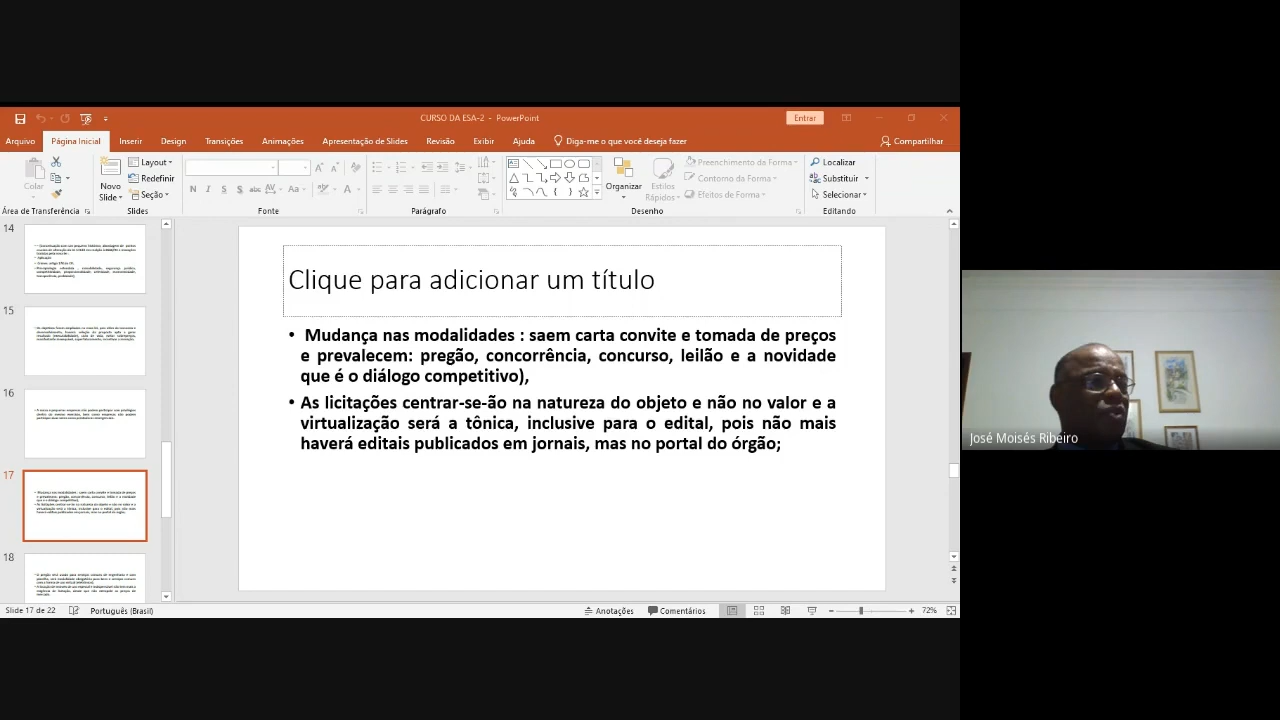 CURSO DA ESA-2 - PowerPoint
Entrar
Arquivo Página Inicial Inserir Design Transições Animações Apresentação de Slides Revisão Exibir Ajuda Diga-me o que você deseja fazer Compartilhar
Colar
Novo Slide
Layout
Redefinir
Seção
N I S S abc AV Aa A
Organizar
Estilos Rápidos
Preenchimento da Forma
Contorno da Forma
Efeitos de Forma
Localizar
Substituir
Selecionar
Área de Transferência Slides Fonte Parágrafo Desenho Editando
14
15
16
17
18
Clique para adicionar um título
• Mudança nas modalidades : saem carta convite e tomada de preços
e prevalecem: pregão, concorrência, concurso, leilão e a novidade
que é o diálogo competitivo),
• As licitações centrar-se-ão na natureza do objeto e não no valor e a
virtualização será a tônica, inclusive para o edital, pois não mais
haverá editais publicados em jornais, mas no portal do órgão;
José Moisés Ribeiro
Slide 17 de 22 Português (Brasil) Anotações Comentários 72%